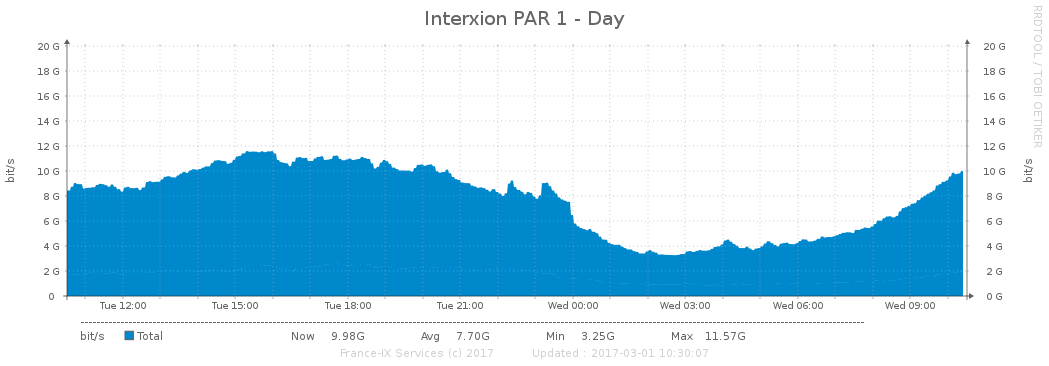 Interxion PAR 1 - Day
RRDTOOL / TOBI OETIKER
bit/s
20 G 20 G
18 G 18 G
16 G 16 G
14 G 14 G
12 G 12 G
10 G 10 G
8 G 8 G
6 G 6 G
4 G 4 G
2 G 2 G
0 0 G
bit/s
Tue 12:00 Tue 15:00 Tue 18:00 Tue 21:00 Wed 00:00 Wed 03:00 Wed 06:00 Wed 09:00
bit/s Total Now 9.98G Avg 7.70G Min 3.25G Max 11.57G
France-IX Services (c) 2017 Updated : 2017-03-01 10:30:07